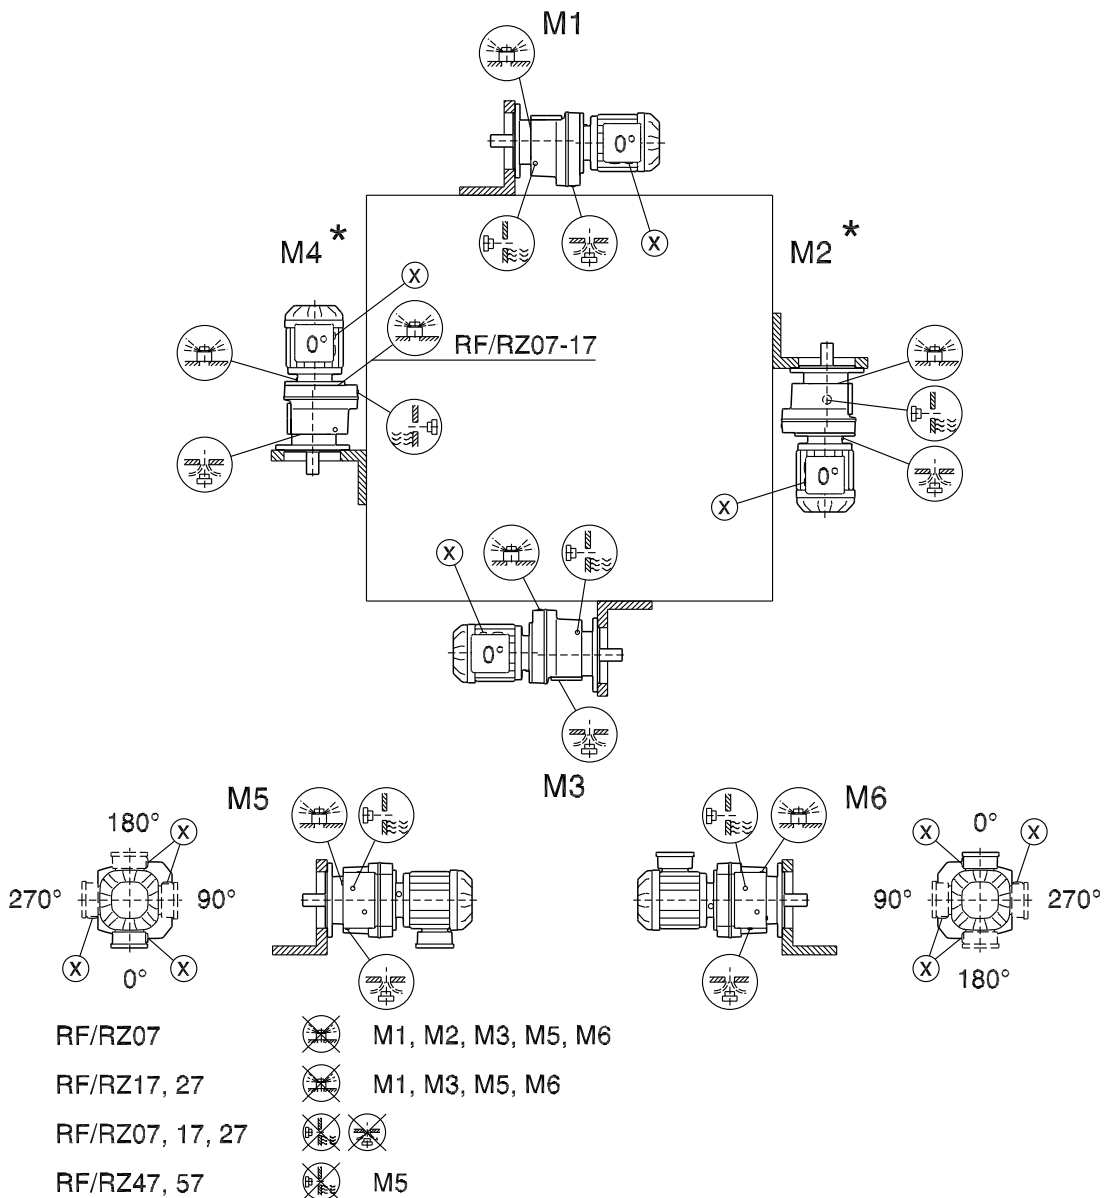 M1
0°
X
M4 *
M2 *
X
0°
RF/RZ07-17
0°
X
X
0°
M5
M3
M6
180°
X
270°
90°
X
0°
X
0°
X
X
90°
270°
X
180°
RF/RZ07
M1, M2, M3, M5, M6
RF/RZ17, 27
M1, M3, M5, M6
RF/RZ07, 17, 27
RF/RZ47, 57
M5